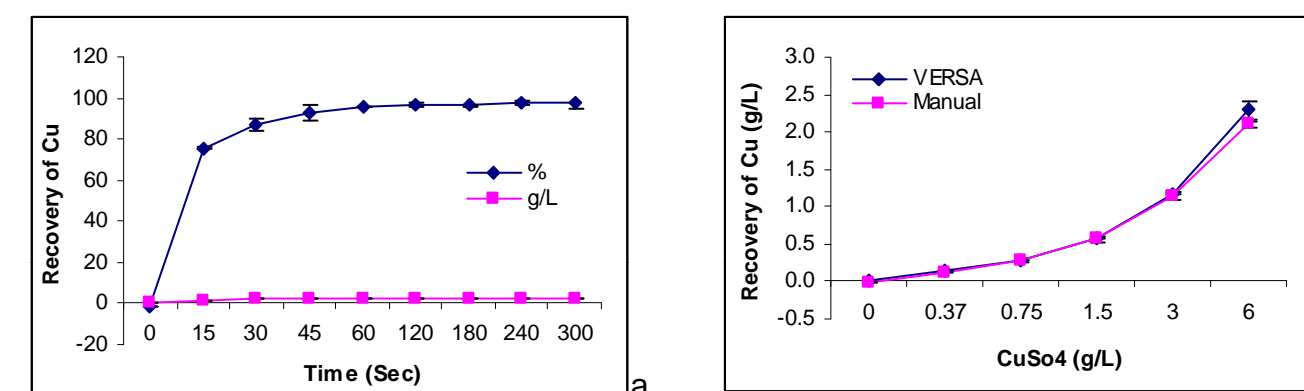 120
100
80
60
40
20
0
-20
Recovery of Cu
%
g/L
0 15 30 45 60 120 180 240 300
Time (Sec)
a
3.0
2.5
2.0
1.5
1.0
0.5
0.0
-0.5
Recovery of Cu (g/L)
VERSA
Manual
0 0.37 0.75 1.5 3 6
CuSo4 (g/L)